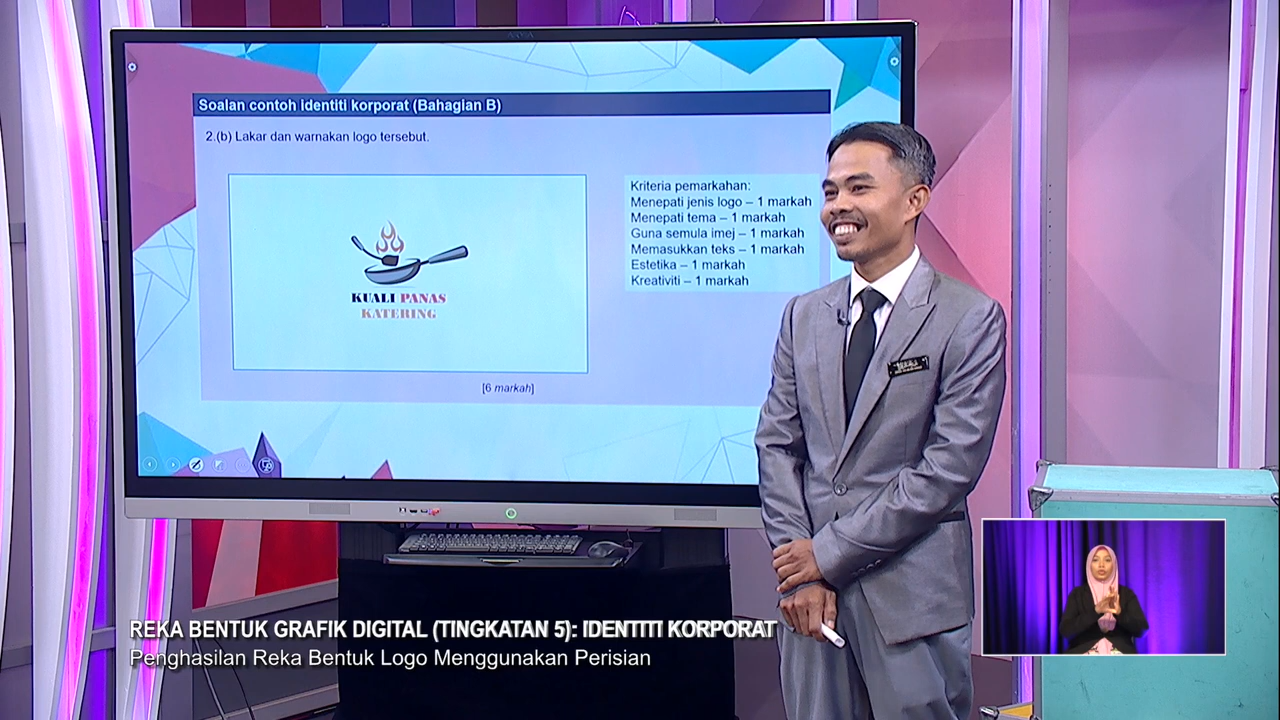 Soalan contoh identiti korporat (Bahagian B)
2.(b) Lakar dan warnakan logo tersebut.
KUALI PANAS
KATERING
Kriteria pemarkahan:
Menepati jenis logo – 1 markah
Menepati tema – 1 markah
Guna semula imej – 1 markah
Memasukkan teks – 1 markah
Estetika – 1 markah
Kreativiti – 1 markah
[6 markah]
REKA BENTUK GRAFIK DIGITAL (TINGKATAN 5): IDENTITI KORPORAT
Penghasilan Reka Bentuk Logo Menggunakan Perisian